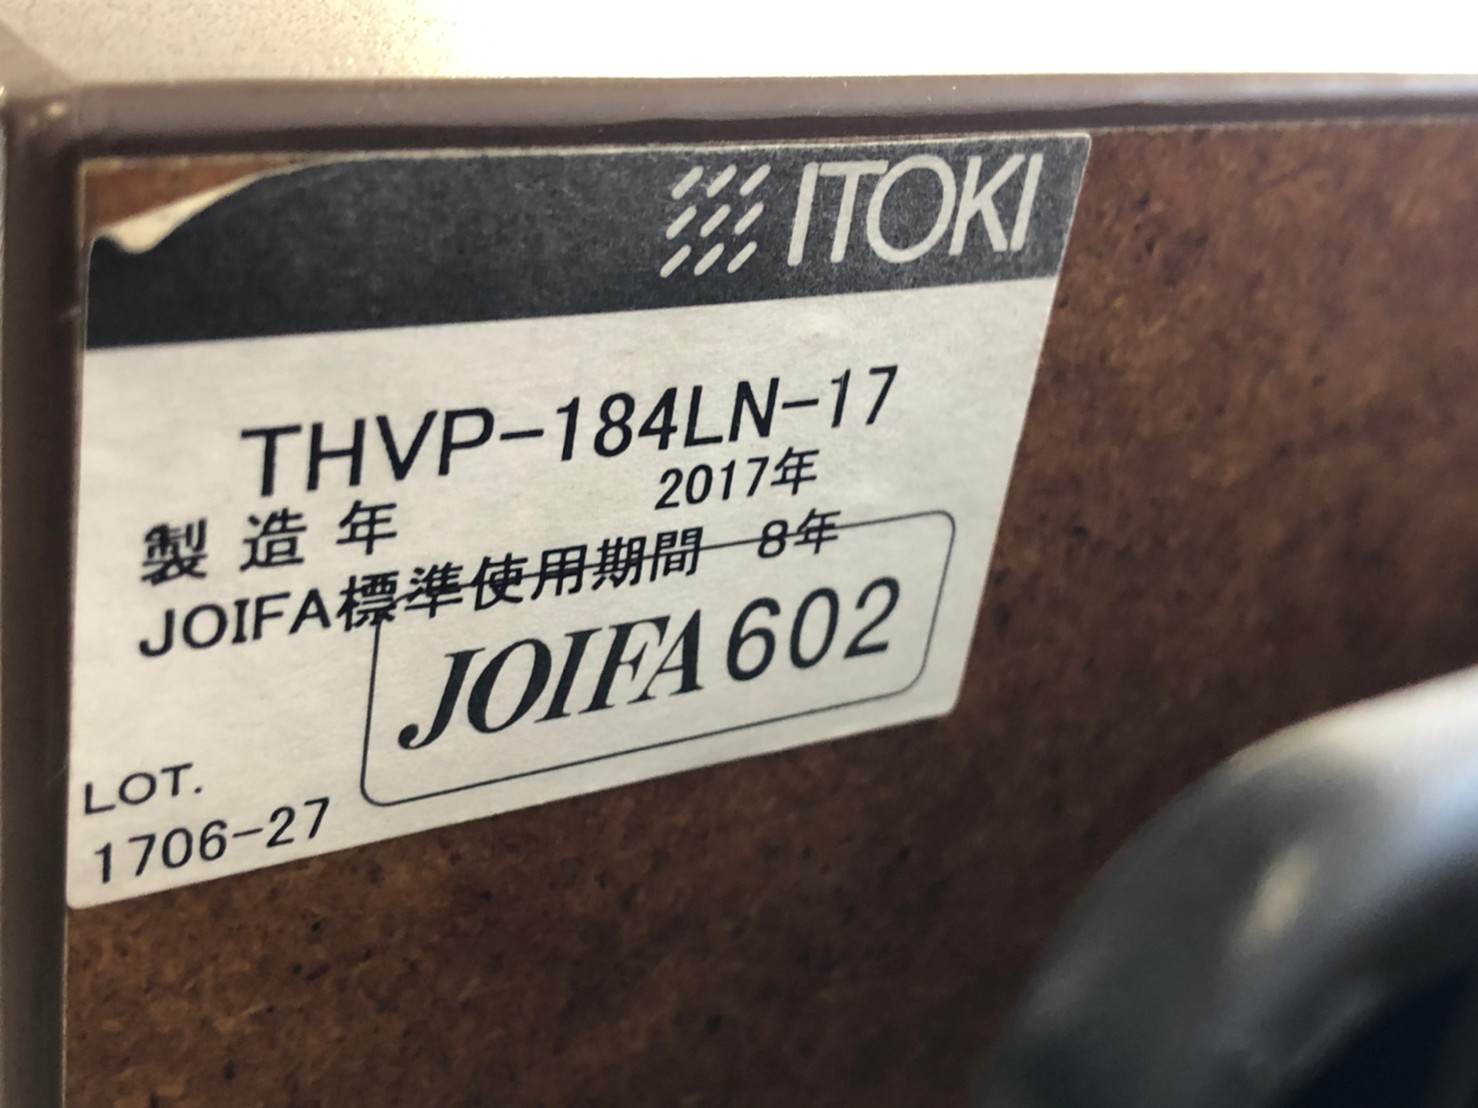 ITOKI
THVP-184LN-17
製造年 2017年
JOIFA標準使用期間 8年
JOIFA602
LOT.
1706-27